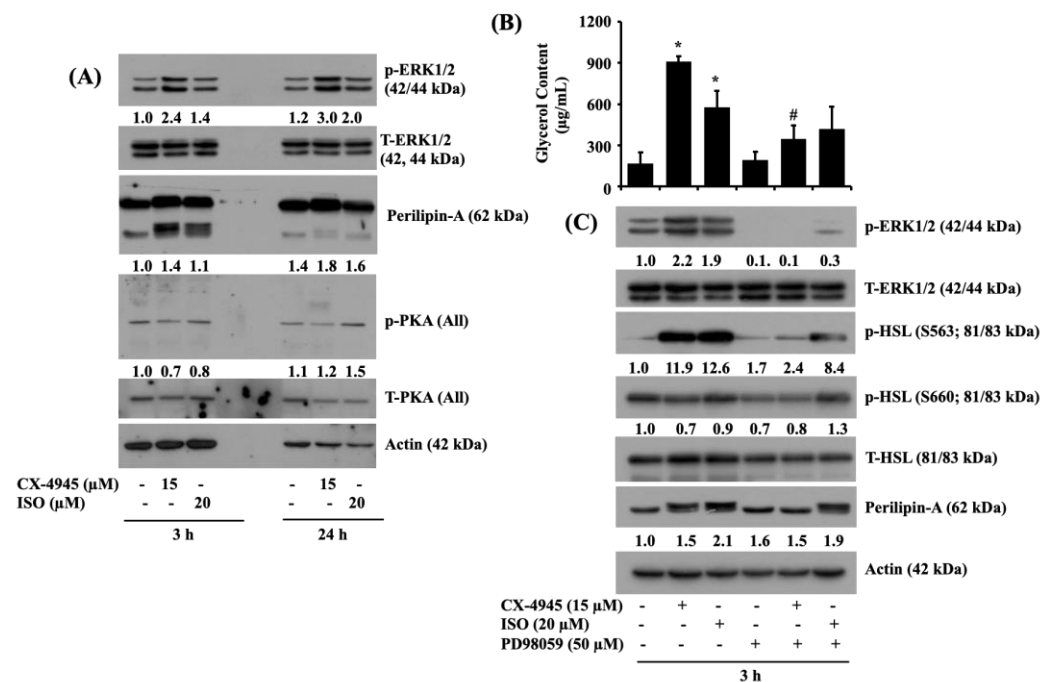 (A)
p-ERK1/2
(42/44 kDa)
1.0 2.4 1.4 1.2 3.0 2.0
T-ERK1/2
(42, 44 kDa)
Perilipin-A (62 kDa)
1.0 1.4 1.1 1.4 1.8 1.6
p-PKA (All)
1.0 0.7 0.8 1.1 1.2 1.5
T-PKA (All)
Actin (42 kDa)
CX-4945 (µM) - 15 - - 15 -
ISO (µM) - - 20 - - 20
3 h 24 h
(B)
Glycerol Content
(µg/mL)
1200
900
600
300
0
* * #
(C)
p-ERK1/2 (42/44 kDa)
1.0 2.2 1.9 0.1. 0.1 0.3
T-ERK1/2 (42/44 kDa)
p-HSL (S563; 81/83 kDa)
1.0 11.9 12.6 1.7 2.4 8.4
p-HSL (S660; 81/83 kDa)
1.0 0.7 0.9 0.7 0.8 1.3
T-HSL (81/83 kDa)
Perilipin-A (62 kDa)
1.0 1.5 2.1 1.6 1.5 1.9
Actin (42 kDa)
CX-4945 (15 µM) - + - - + -
ISO (20 µM) - - + - - +
PD98059 (50 µM) - - - + + +
3 h